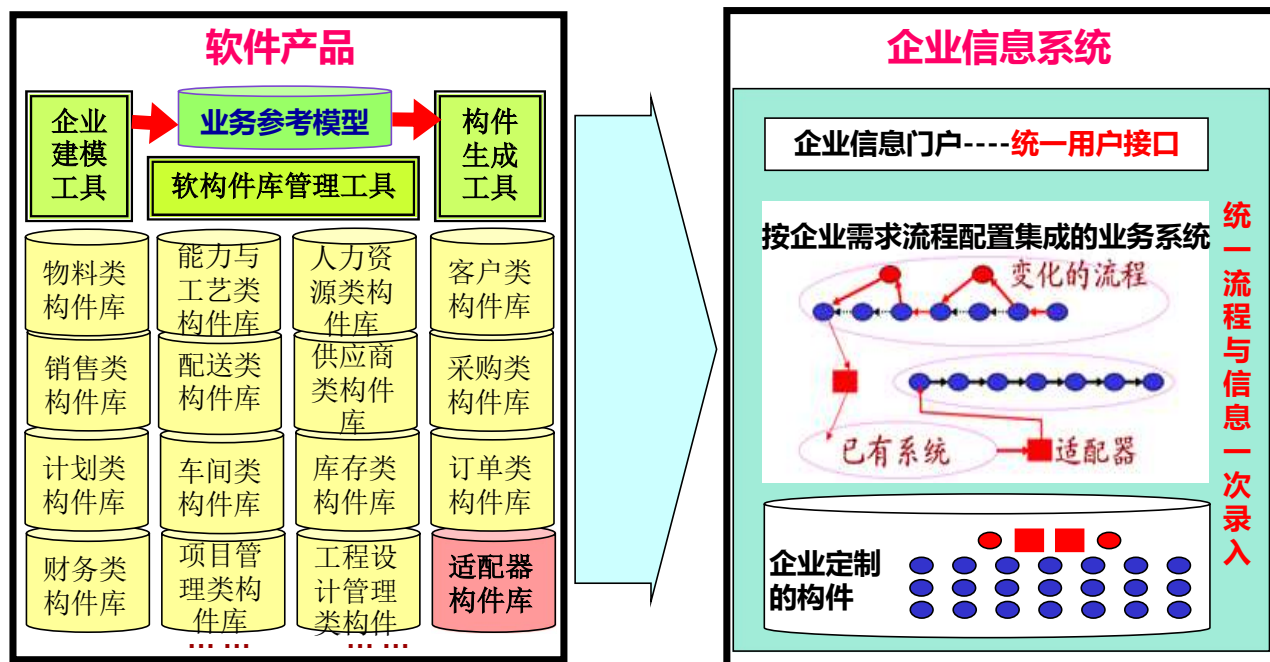 软件产品
企业
建模
工具
业务参考模型
构件
生成
工具
软构件库管理工具
物料类
构件库
能力与
工艺类
构件库
人力资
源类构
件库
客户类
构件库
销售类
构件库
配送类
构件库
供应商
类构件
库
采购类
构件库
计划类
构件库
车间类
构件库
库存类
构件库
订单类
构件库
财务类
构件库
项目管
理类构
件库
工程设
计管理
类构件
适配器
构件库
... ...
... ...
企业信息系统
企业信息门户----统一用户接口
按企业需求流程配置集成的业务系统
变化的流程
已有系统
适配器
企业定制
的构件
统一流程与信息一次录入